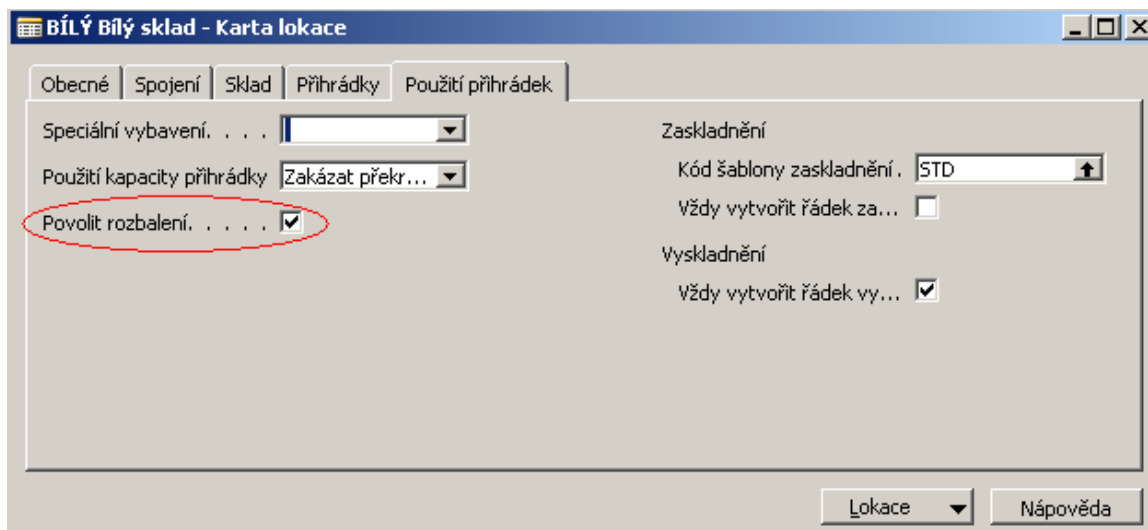 BÍLÝ Bílý sklad - Karta lokace
Obecné Spojení Sklad Přihrádky Použití přihrádek
Speciální vybavení. . . .
Použití kapacity přihrádky Zakázat překr...
Povolit rozbalení. . . . .
Zaskladnění
Kód šablony zaskladnění . STD
Vždy vytvořit řádek za...
Vyskladnění
Vždy vytvořit řádek vy...
Lokace Nápověda